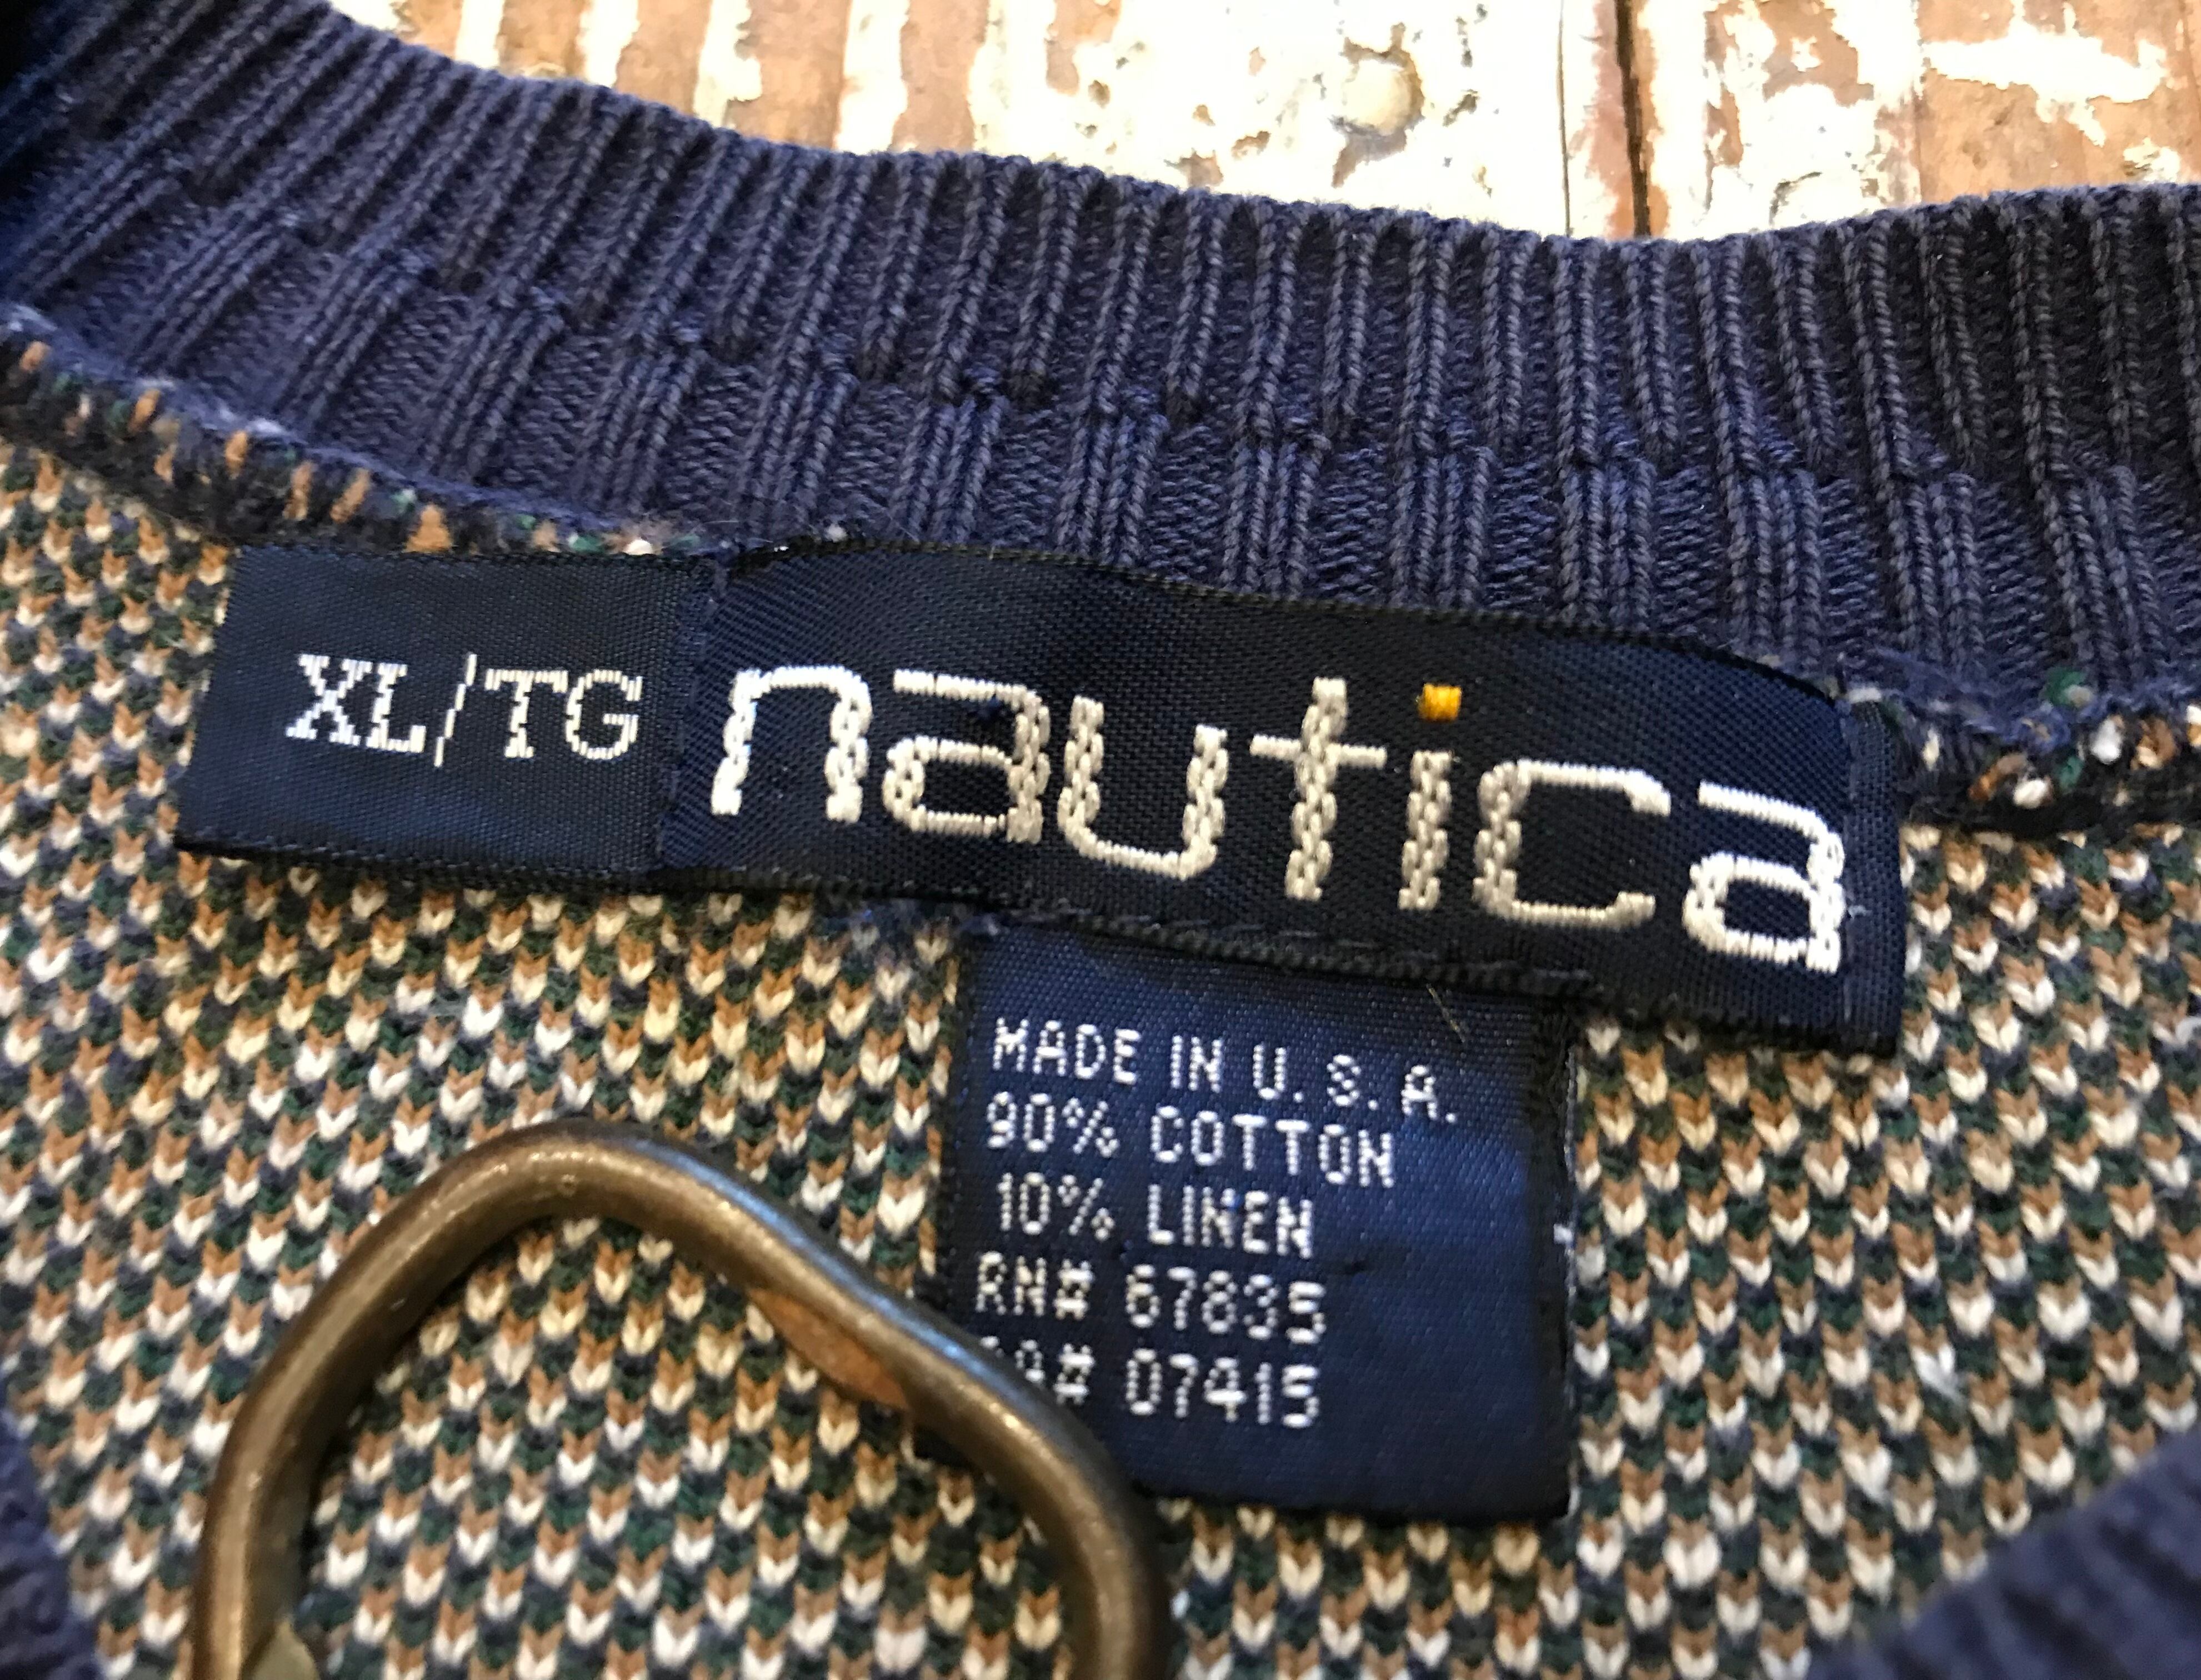 XL/TG
nautica
MADE IN U.S.A.
90% COTTON
10% LINEN
RN# 67835
07415